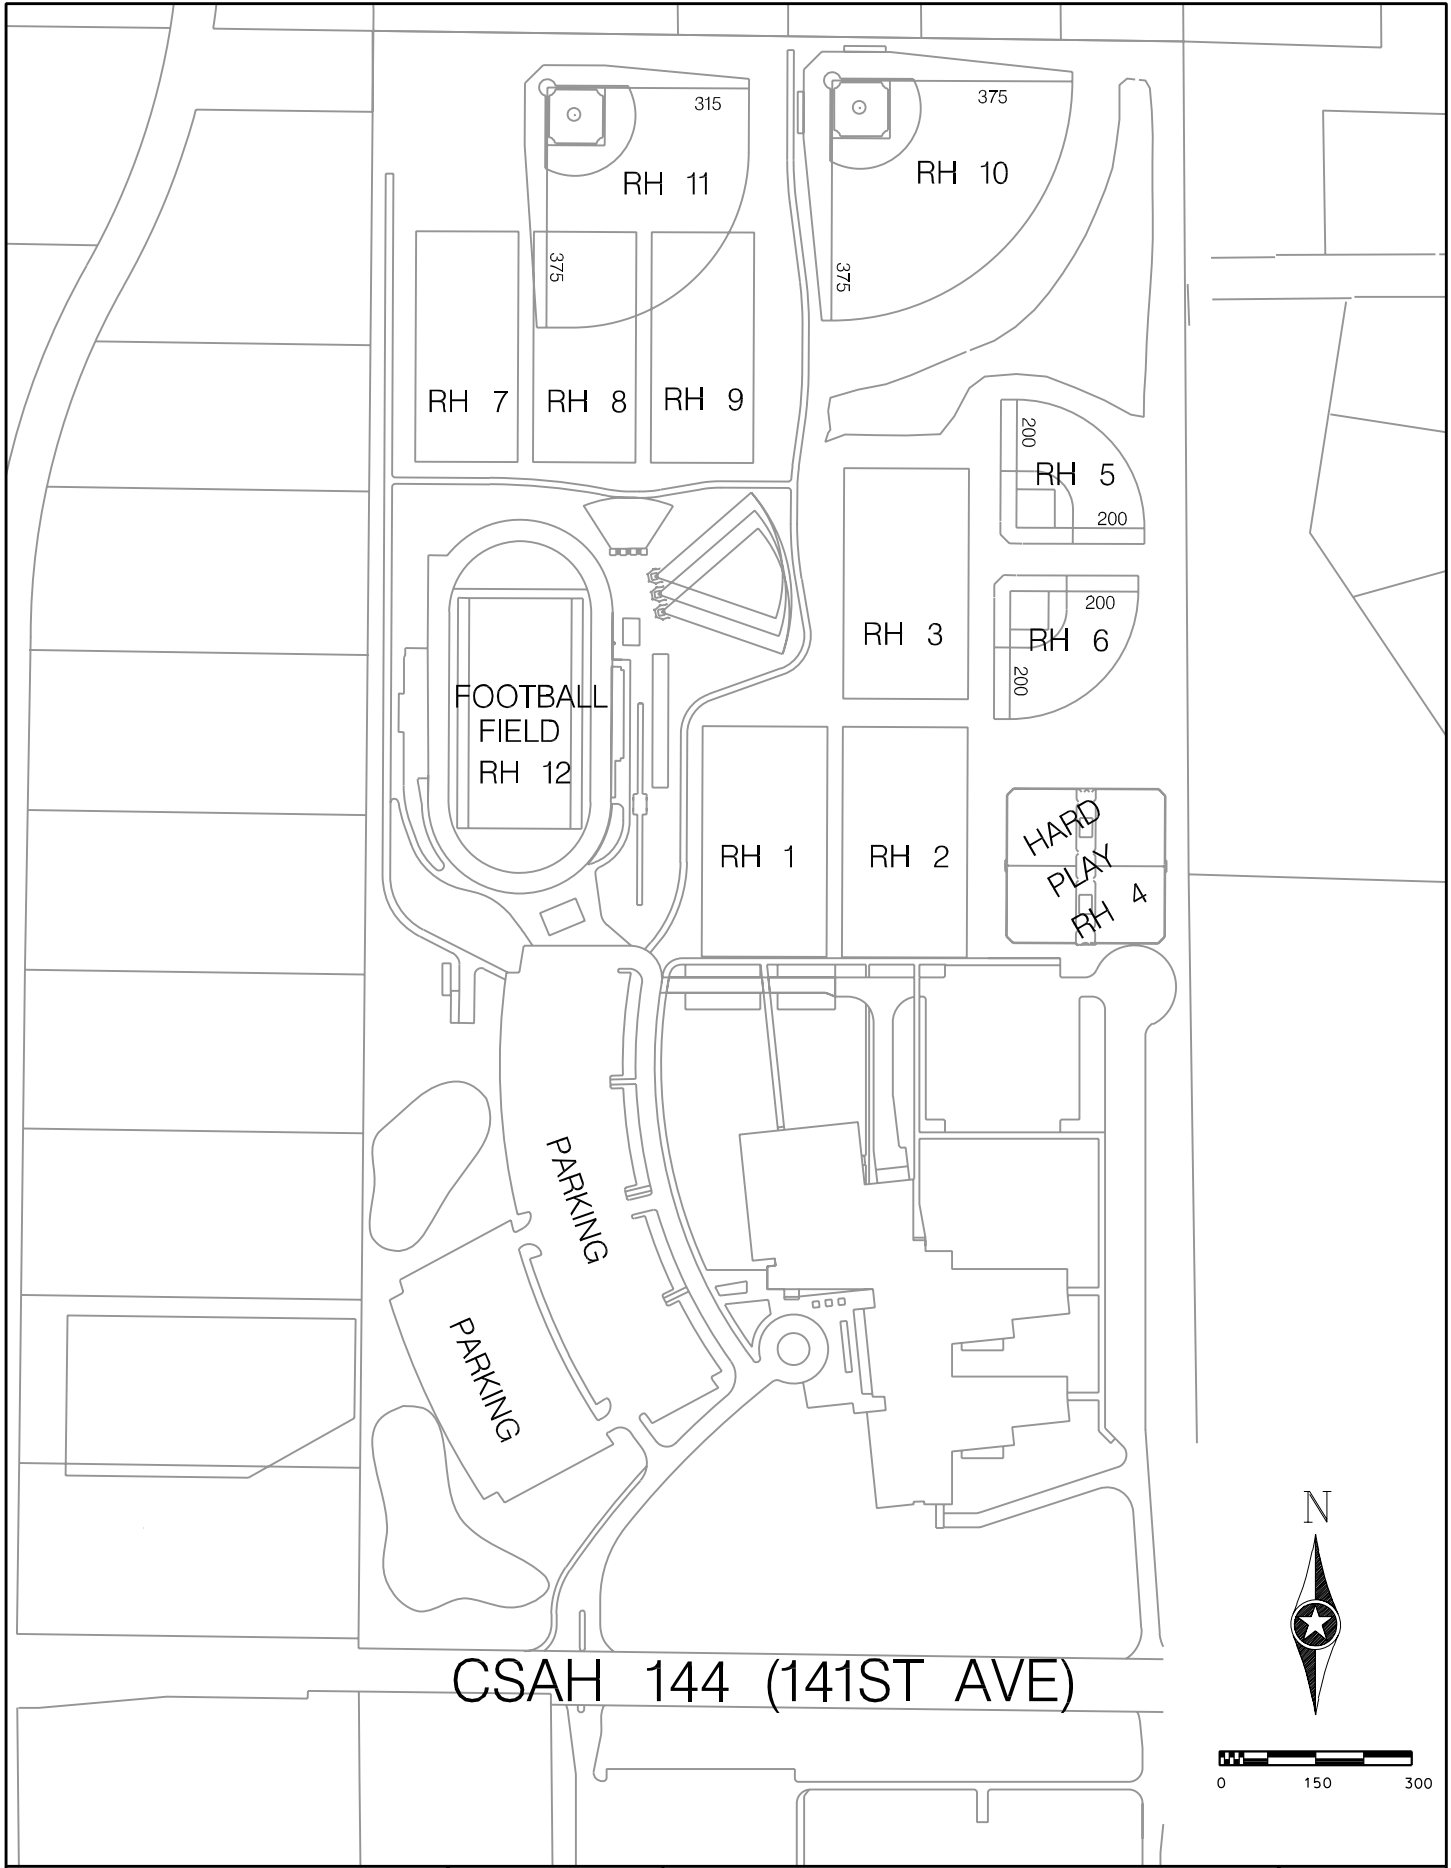 315
375
RH 11
RH 10
375
375
RH 7
RH 8
RH 9
200
RH 5
200
200
RH 3
RH 6
200
FOOTBALL
FIELD
RH 12
HARD
PLAY
RH 4
RH 1
RH 2
PARKING
PARKING
N
CSAH 144 (141ST AVE)
0 150 300